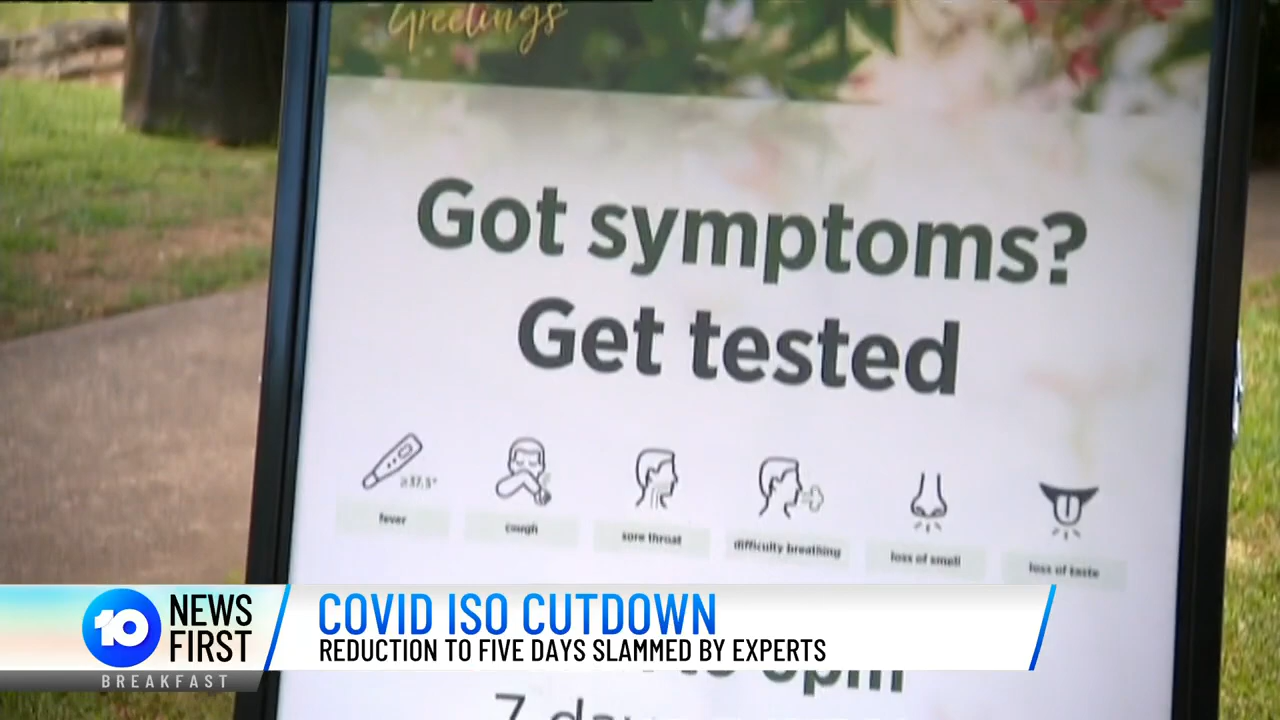 Greetings
Got symptoms?
Get tested
≥37.5°
fever
cough
sore throat
difficulty breathing
loss of smell
loss of taste
10 NEWS FIRST
BREAKFAST
COVID ISO CUTDOWN
REDUCTION TO FIVE DAYS SLAMMED BY EXPERTS
7